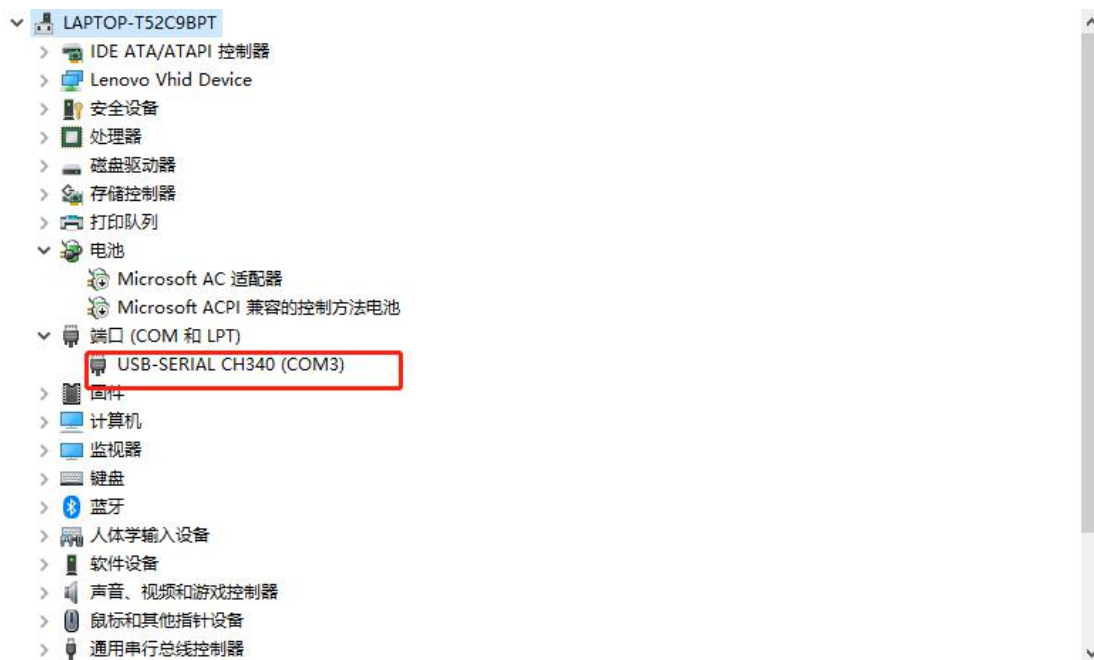 LAPTOP-T52C9BPT
IDE ATA/ATAPI 控制器
Lenovo Vhid Device
安全设备
处理器
磁盘驱动器
存储控制器
打印队列
电池
Microsoft AC 适配器
Microsoft ACPI 兼容的控制方法电池
端口 (COM 和 LPT)
USB-SERIAL CH340 (COM3)
固件
计算机
监视器
键盘
蓝牙
人体学输入设备
软件设备
声音、视频和游戏控制器
鼠标和其他指针设备
通用串行总线控制器